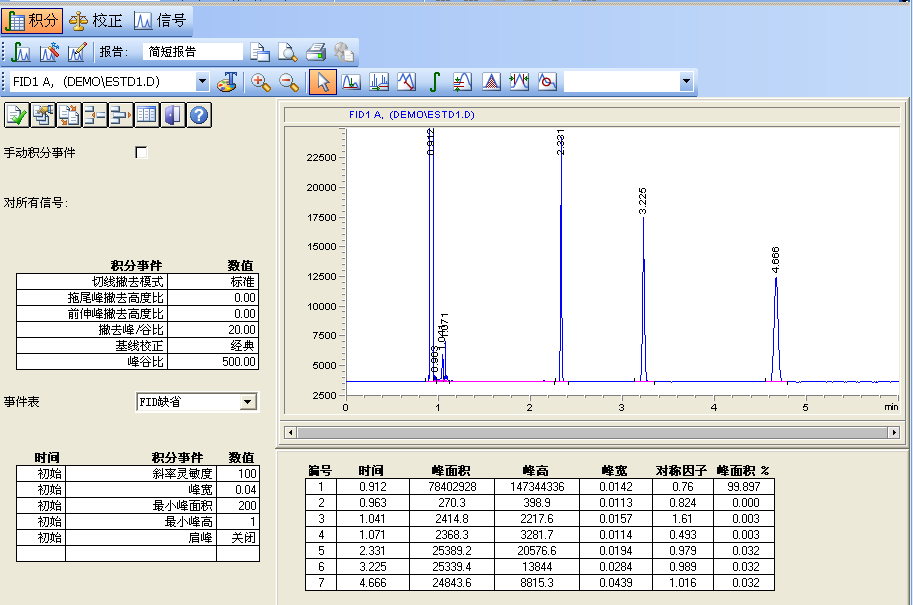 积分 校正 信号
报告: 简短报告
FID1 A, (DEMO\ESTD1.D)
手动积分事件
对所有信号:
积分事件 数值
切线撇去模式 标准
拖尾峰撇去高度比 0.00
前伸峰撇去高度比 0.00
撇去峰/谷比 20.00
基线校正 经典
峰谷比 500.00
事件表 FID缺省
时间 积分事件 数值
初始 斜率灵敏度 100
初始 峰宽 0.04
初始 最小峰面积 200
初始 最小峰高 1
初始 肩峰 关闭
FID1 A, (DEMO\ESTD1.D)
22500
20000
17500
15000
12500
10000
7500
5000
2500
0.912
0.963
1.041
1.071
2.331
3.225
4.666
0 1 2 3 4 5 min
编号 时间 峰面积 峰高 峰宽 对称因子 峰面积 %
1 0.912 78402928 147344336 0.0142 0.76 99.897
2 0.963 270.3 398.9 0.0113 0.824 0.000
3 1.041 2414.8 2217.6 0.0157 1.61 0.003
4 1.071 2368.3 3281.7 0.0114 0.493 0.003
5 2.331 25389.2 20576.6 0.0194 0.979 0.032
6 3.225 25339.4 13844 0.0284 0.989 0.032
7 4.666 24843.6 8815.3 0.0439 1.016 0.032